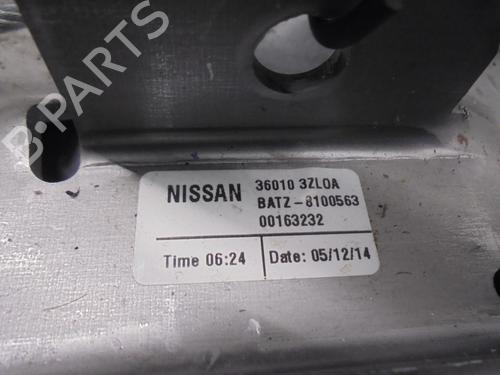 B-PARTS
NISSAN 36010 3ZL0A
BATZ-8100563
00163232
Time 06:24 Date: 05/12/14